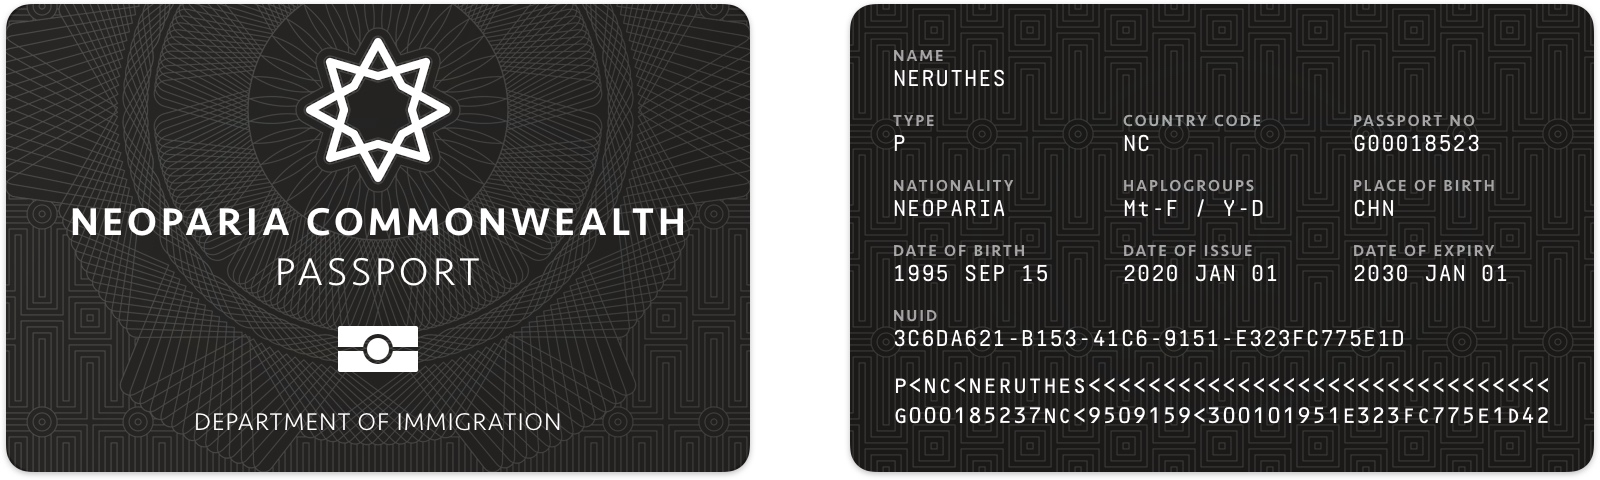 NEOPARIA COMMONWEALTH
PASSPORT
DEPARTMENT OF IMMIGRATION
NAME
NERUTHES
TYPE COUNTRY CODE PASSPORT NO
P NC G00018523
NATIONALITY HAPLOGROUPS PLACE OF BIRTH
NEOPARIA Mt-F / Y-D CHN
DATE OF BIRTH DATE OF ISSUE DATE OF EXPIRY
1995 SEP 15 2020 JAN 01 2030 JAN 01
NUID
3C6DA621-B153-41C6-9151-E323FC775E1D
P<NC<NERUTHES<<<<<<<<<<<<<<<<<<<<<<<<<<<<<<<
G000185237NC<9509159<300101951E323FC775E1D42